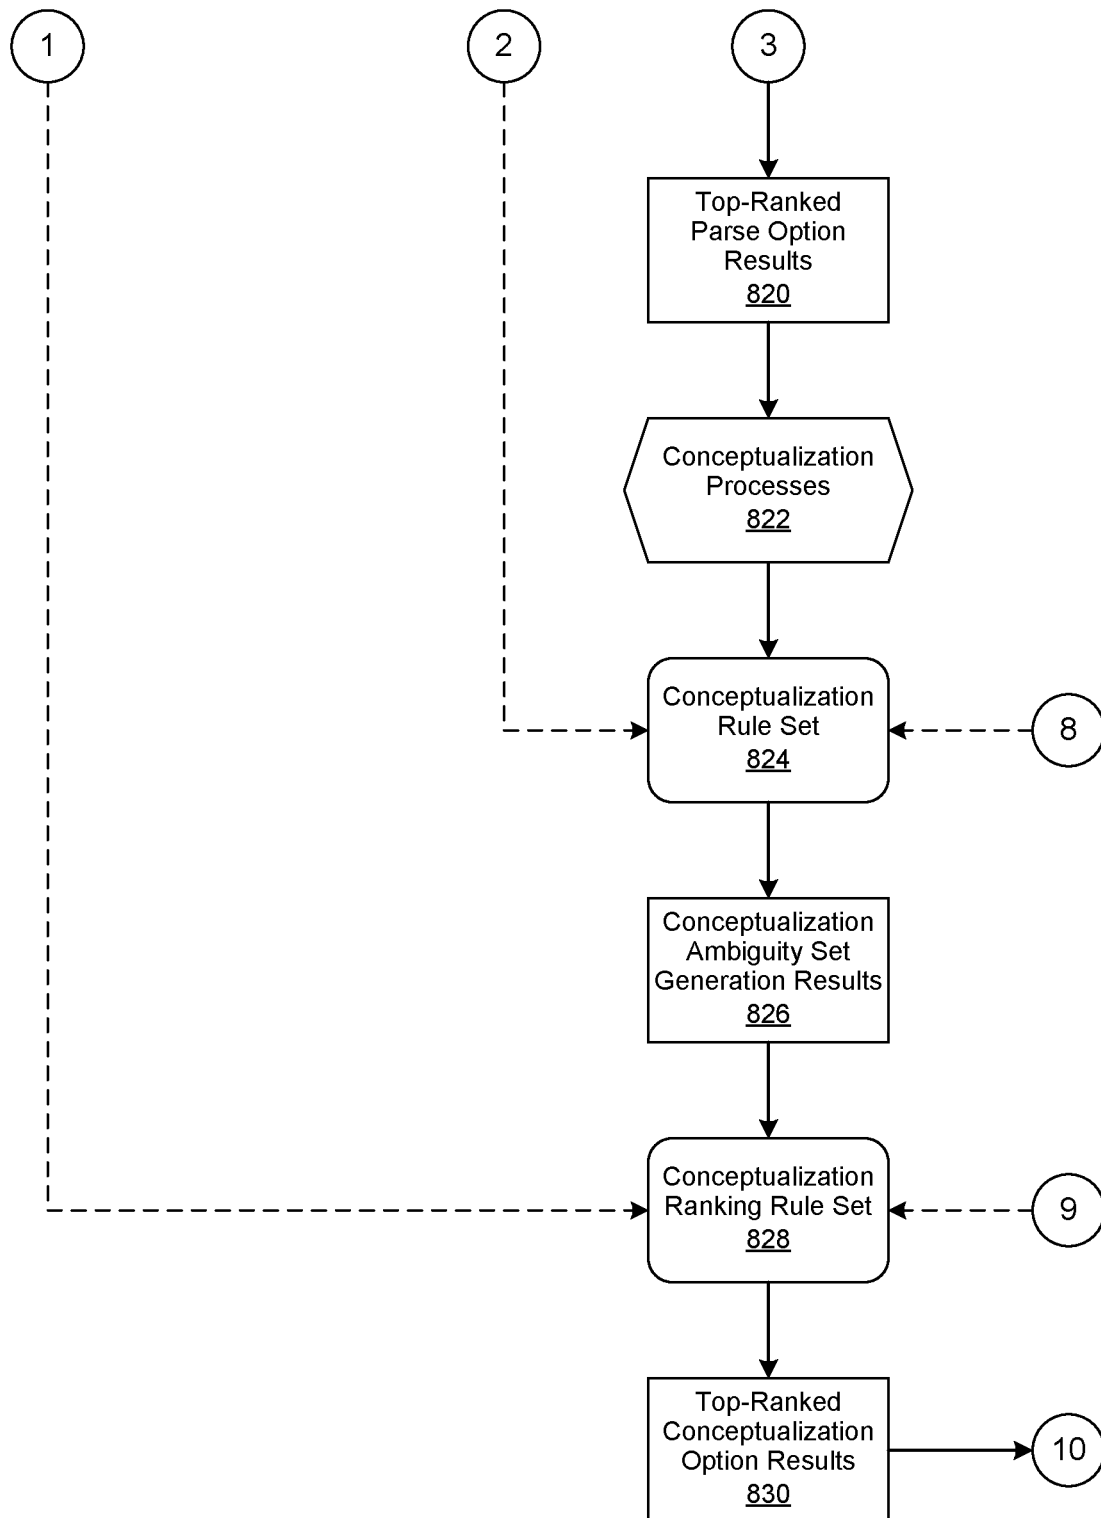 1
2
3
Top-Ranked
Parse Option
Results
820
Conceptualization
Processes
822
Conceptualization
Rule Set
824
8
Conceptualization
Ambiguity Set
Generation Results
826
Conceptualization
Ranking Rule Set
828
9
Top-Ranked
Conceptualization
Option Results
830
10